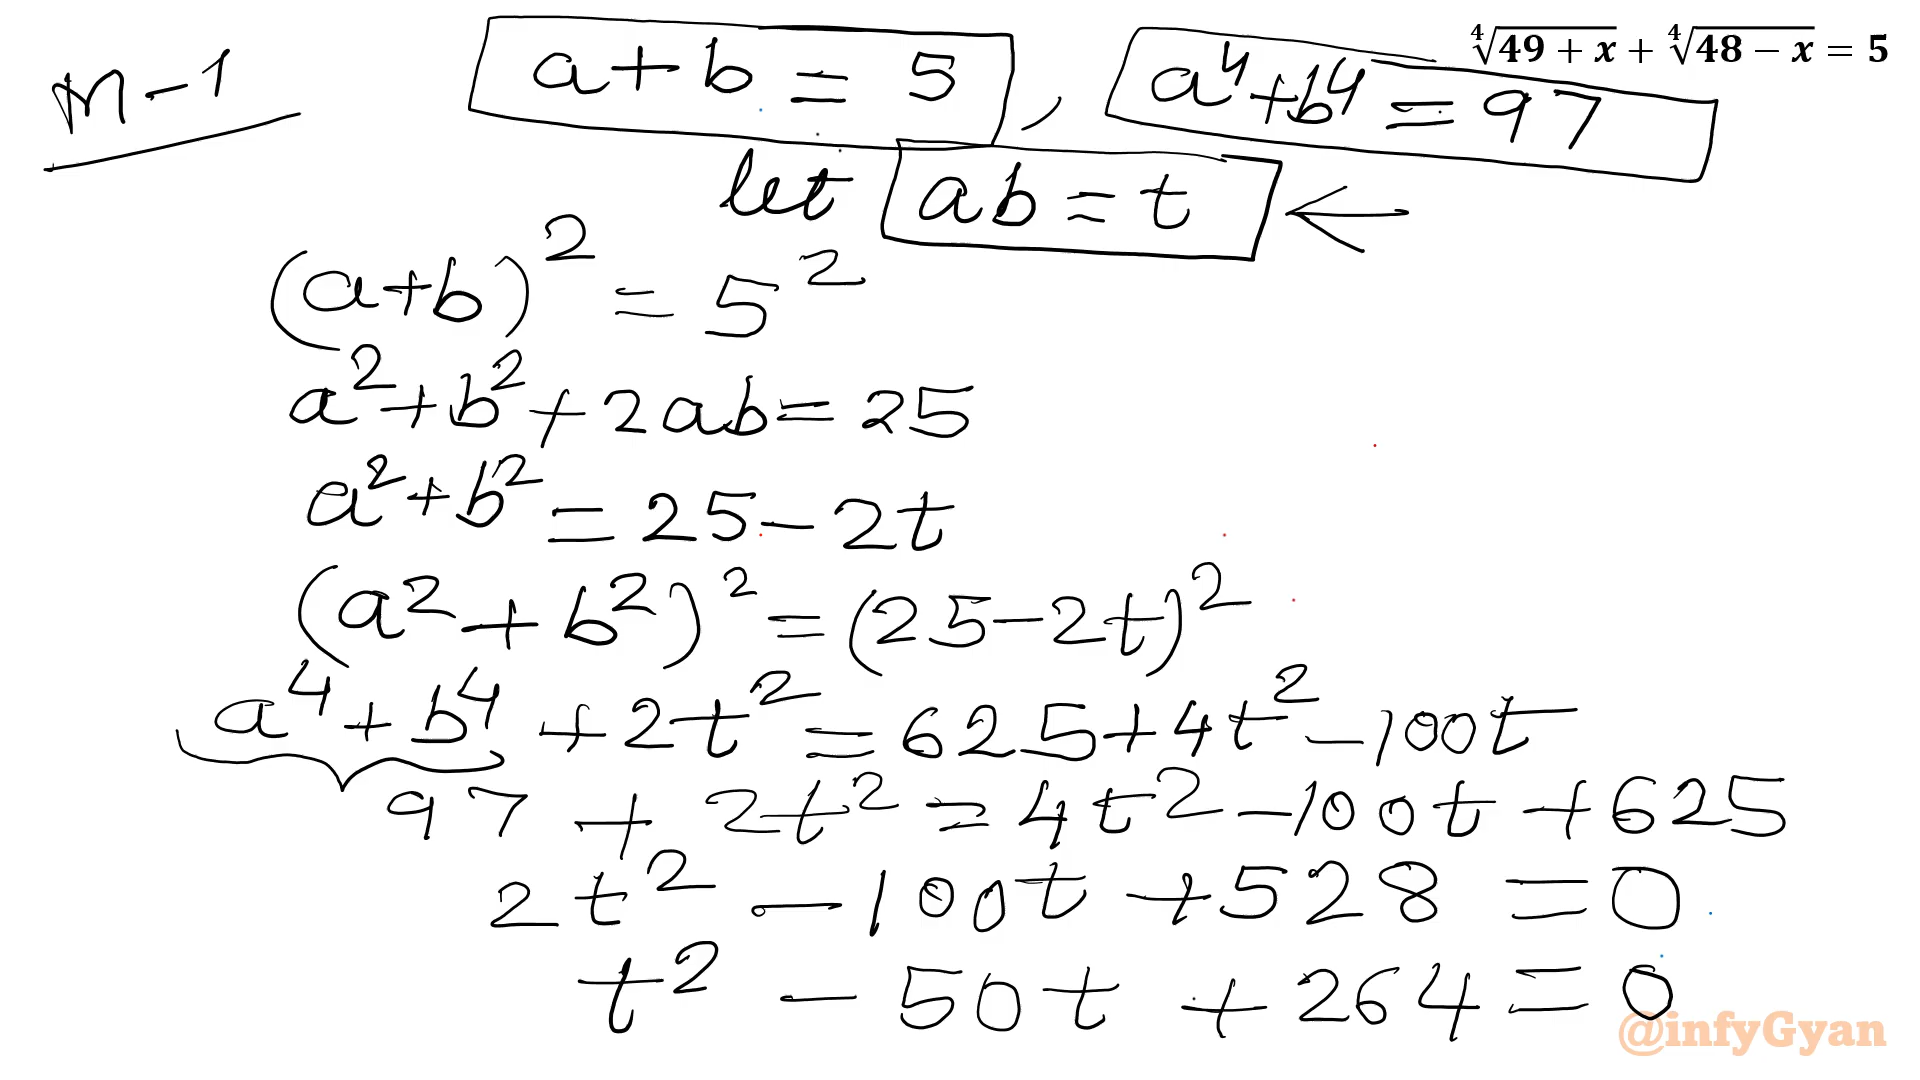 M-1
a+b = 5 , a⁴+b⁴ = 97
∜(49 + x) + ∜(48 − x) = 5
let ab = t ←
(a+b)² = 5²
a²+b²+2ab = 25
a²+b² = 25-2t
(a²+b²)² = (25-2t)²
a⁴+b⁴ +2t² = 625+4t²-100t
97 + 2t² = 4t²-100t+625
2t² - 100t +528 = 0
t² - 50t + 264 = 0
@infyGyan